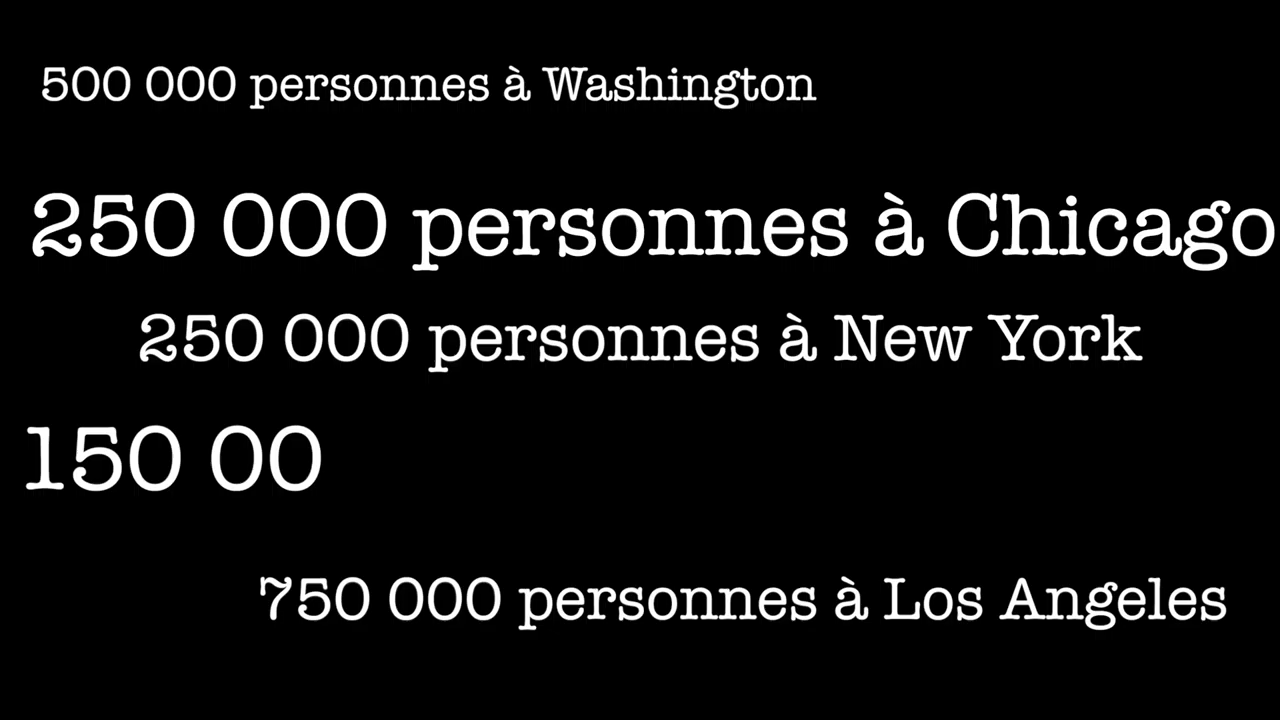 500 000 personnes à Washington
250 000 personnes à Chicago
250 000 personnes à New York
150 00
750 000 personnes à Los Angeles